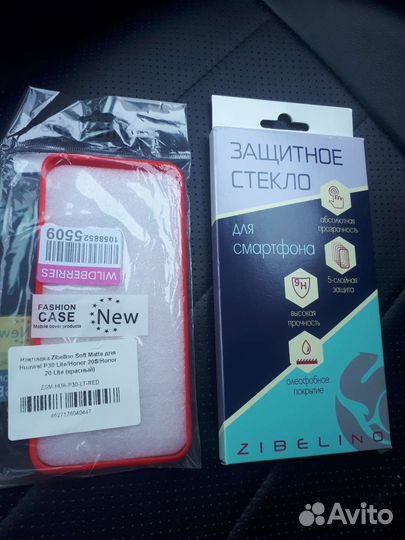 ЗАЩИТНОЕ
СТЕКЛО
для
смартфона
абсолютная
прозрачность
5-слойная
защита
9H
высокая
прочность
олеофобное
покрытие
ZIBELINO
1058852
5509
WILDBERRIES
FASHION
CASE
Mobile cover products
New
Накладка Zibelino Soft Matte для
Huawei P30 Lite/Honor 20S/Honor
20 Lite (красный)
ZSM-HUA-P30-LT-RED
4627176040447
Avito